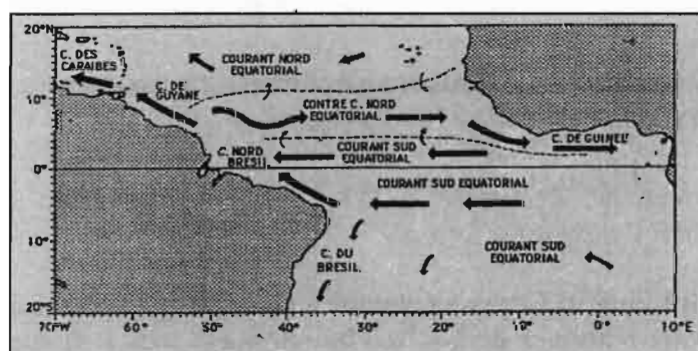 20°N
C. DES
CARAIBES
COURANT NORD
EQUATORIAL
C. DE
GUYANE
10°
CONTRE C. NORD
EQUATORIAL
C. DE GUINEE
C. NORD
BRESIL.
COURANT SUD
EQUATORIAL
0°
COURANT SUD EQUATORIAL
10°
C. DU
BRESIL.
COURANT SUD
EQUATORIAL
20°S
70°W
60°
50°
40°
30°
20°
10°
0°
10°E